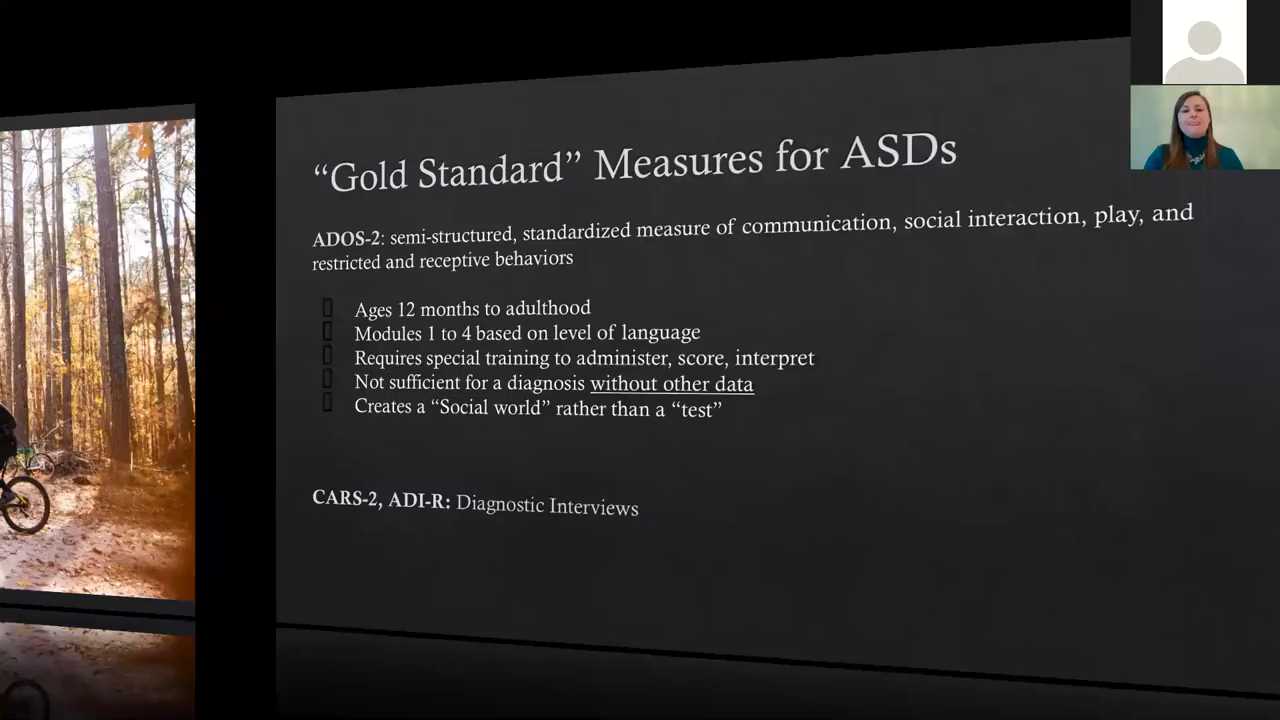 “Gold Standard” Measures for ASDs
ADOS-2: semi-structured, standardized measure of communication, social interaction, play, and
restricted and receptive behaviors
Ages 12 months to adulthood
Modules 1 to 4 based on level of language
Requires special training to administer, score, interpret
Not sufficient for a diagnosis without other data
Creates a “Social world” rather than a “test”
CARS-2, ADI-R: Diagnostic Interviews